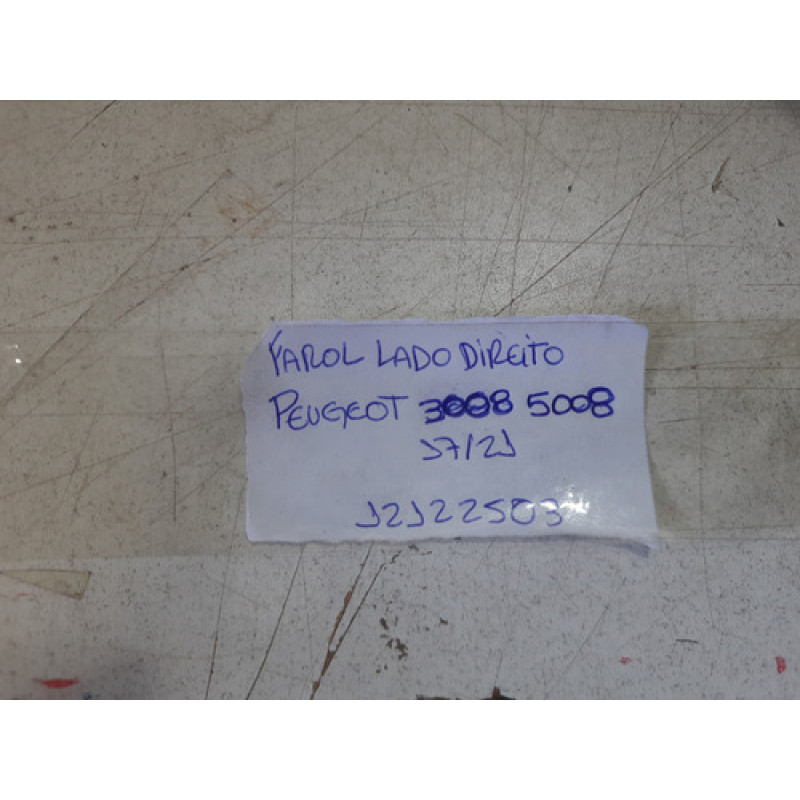 FAROL LADO DIREITO
PEUGEOT 3008 5008
17/21
12122503